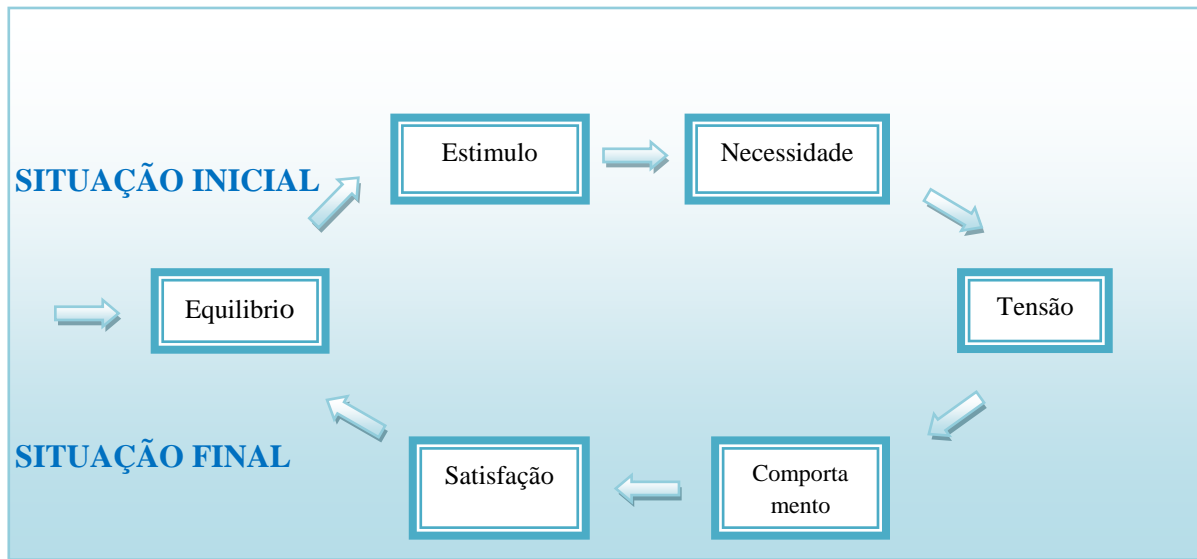 Estimulo
Necessidade
SITUAÇÃO INICIAL
Equilibrio
Tensão
SITUAÇÃO FINAL
Satisfação
Comporta
mento